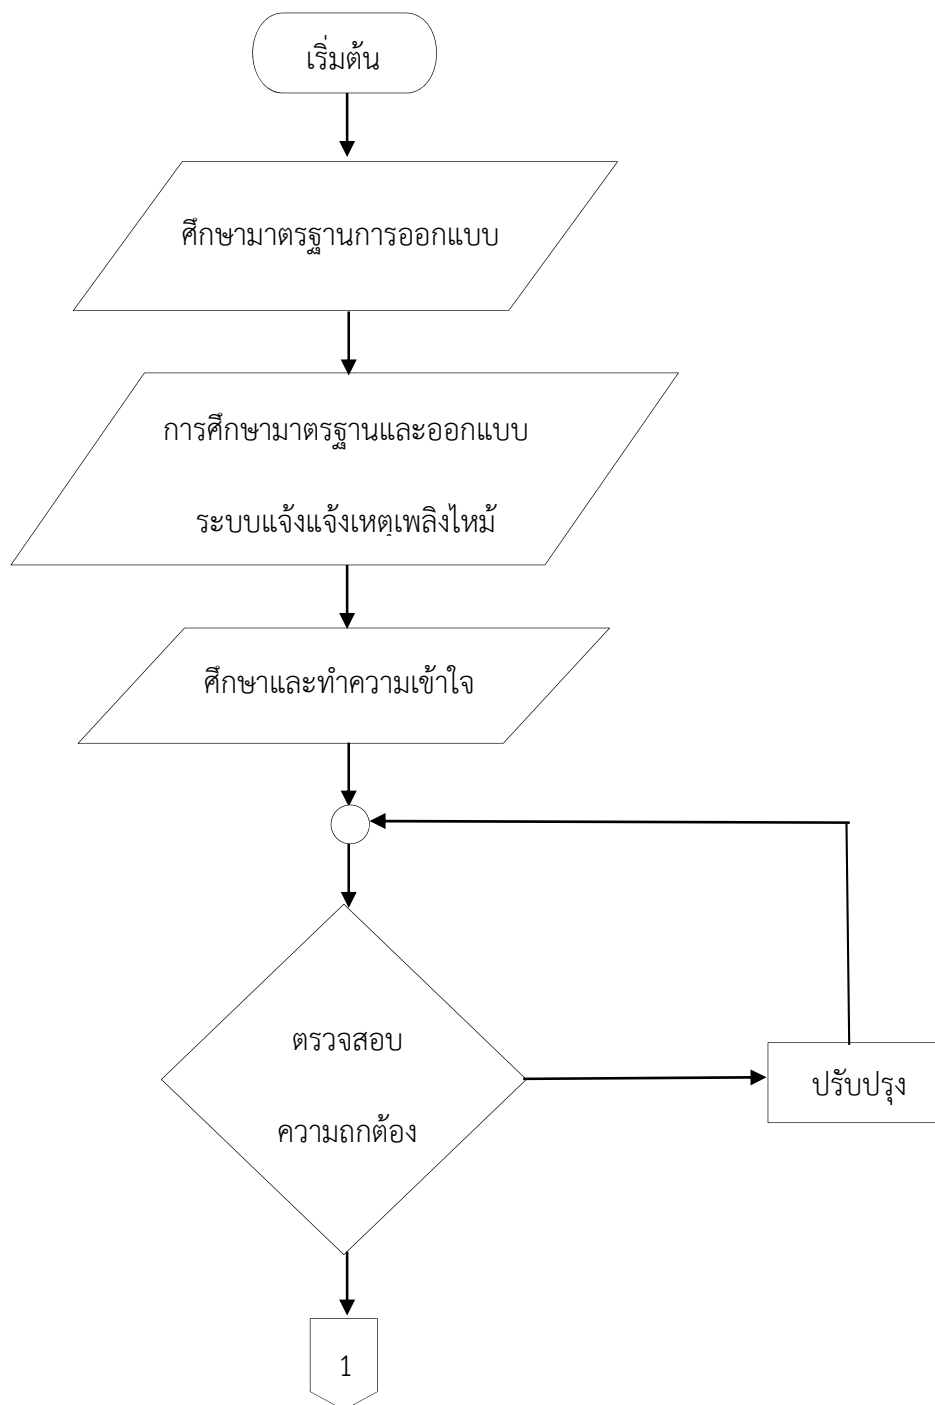 เริ่มต้น
ศึกษามาตรฐานการออกแบบ
การศึกษามาตรฐานและออกแบบ
ระบบแจ้งแจ้งเหตุเพลิงไหม้
ศึกษาและทำความเข้าใจ
ตรวจสอบ
ความถกต้อง
ปรับปรุง
1